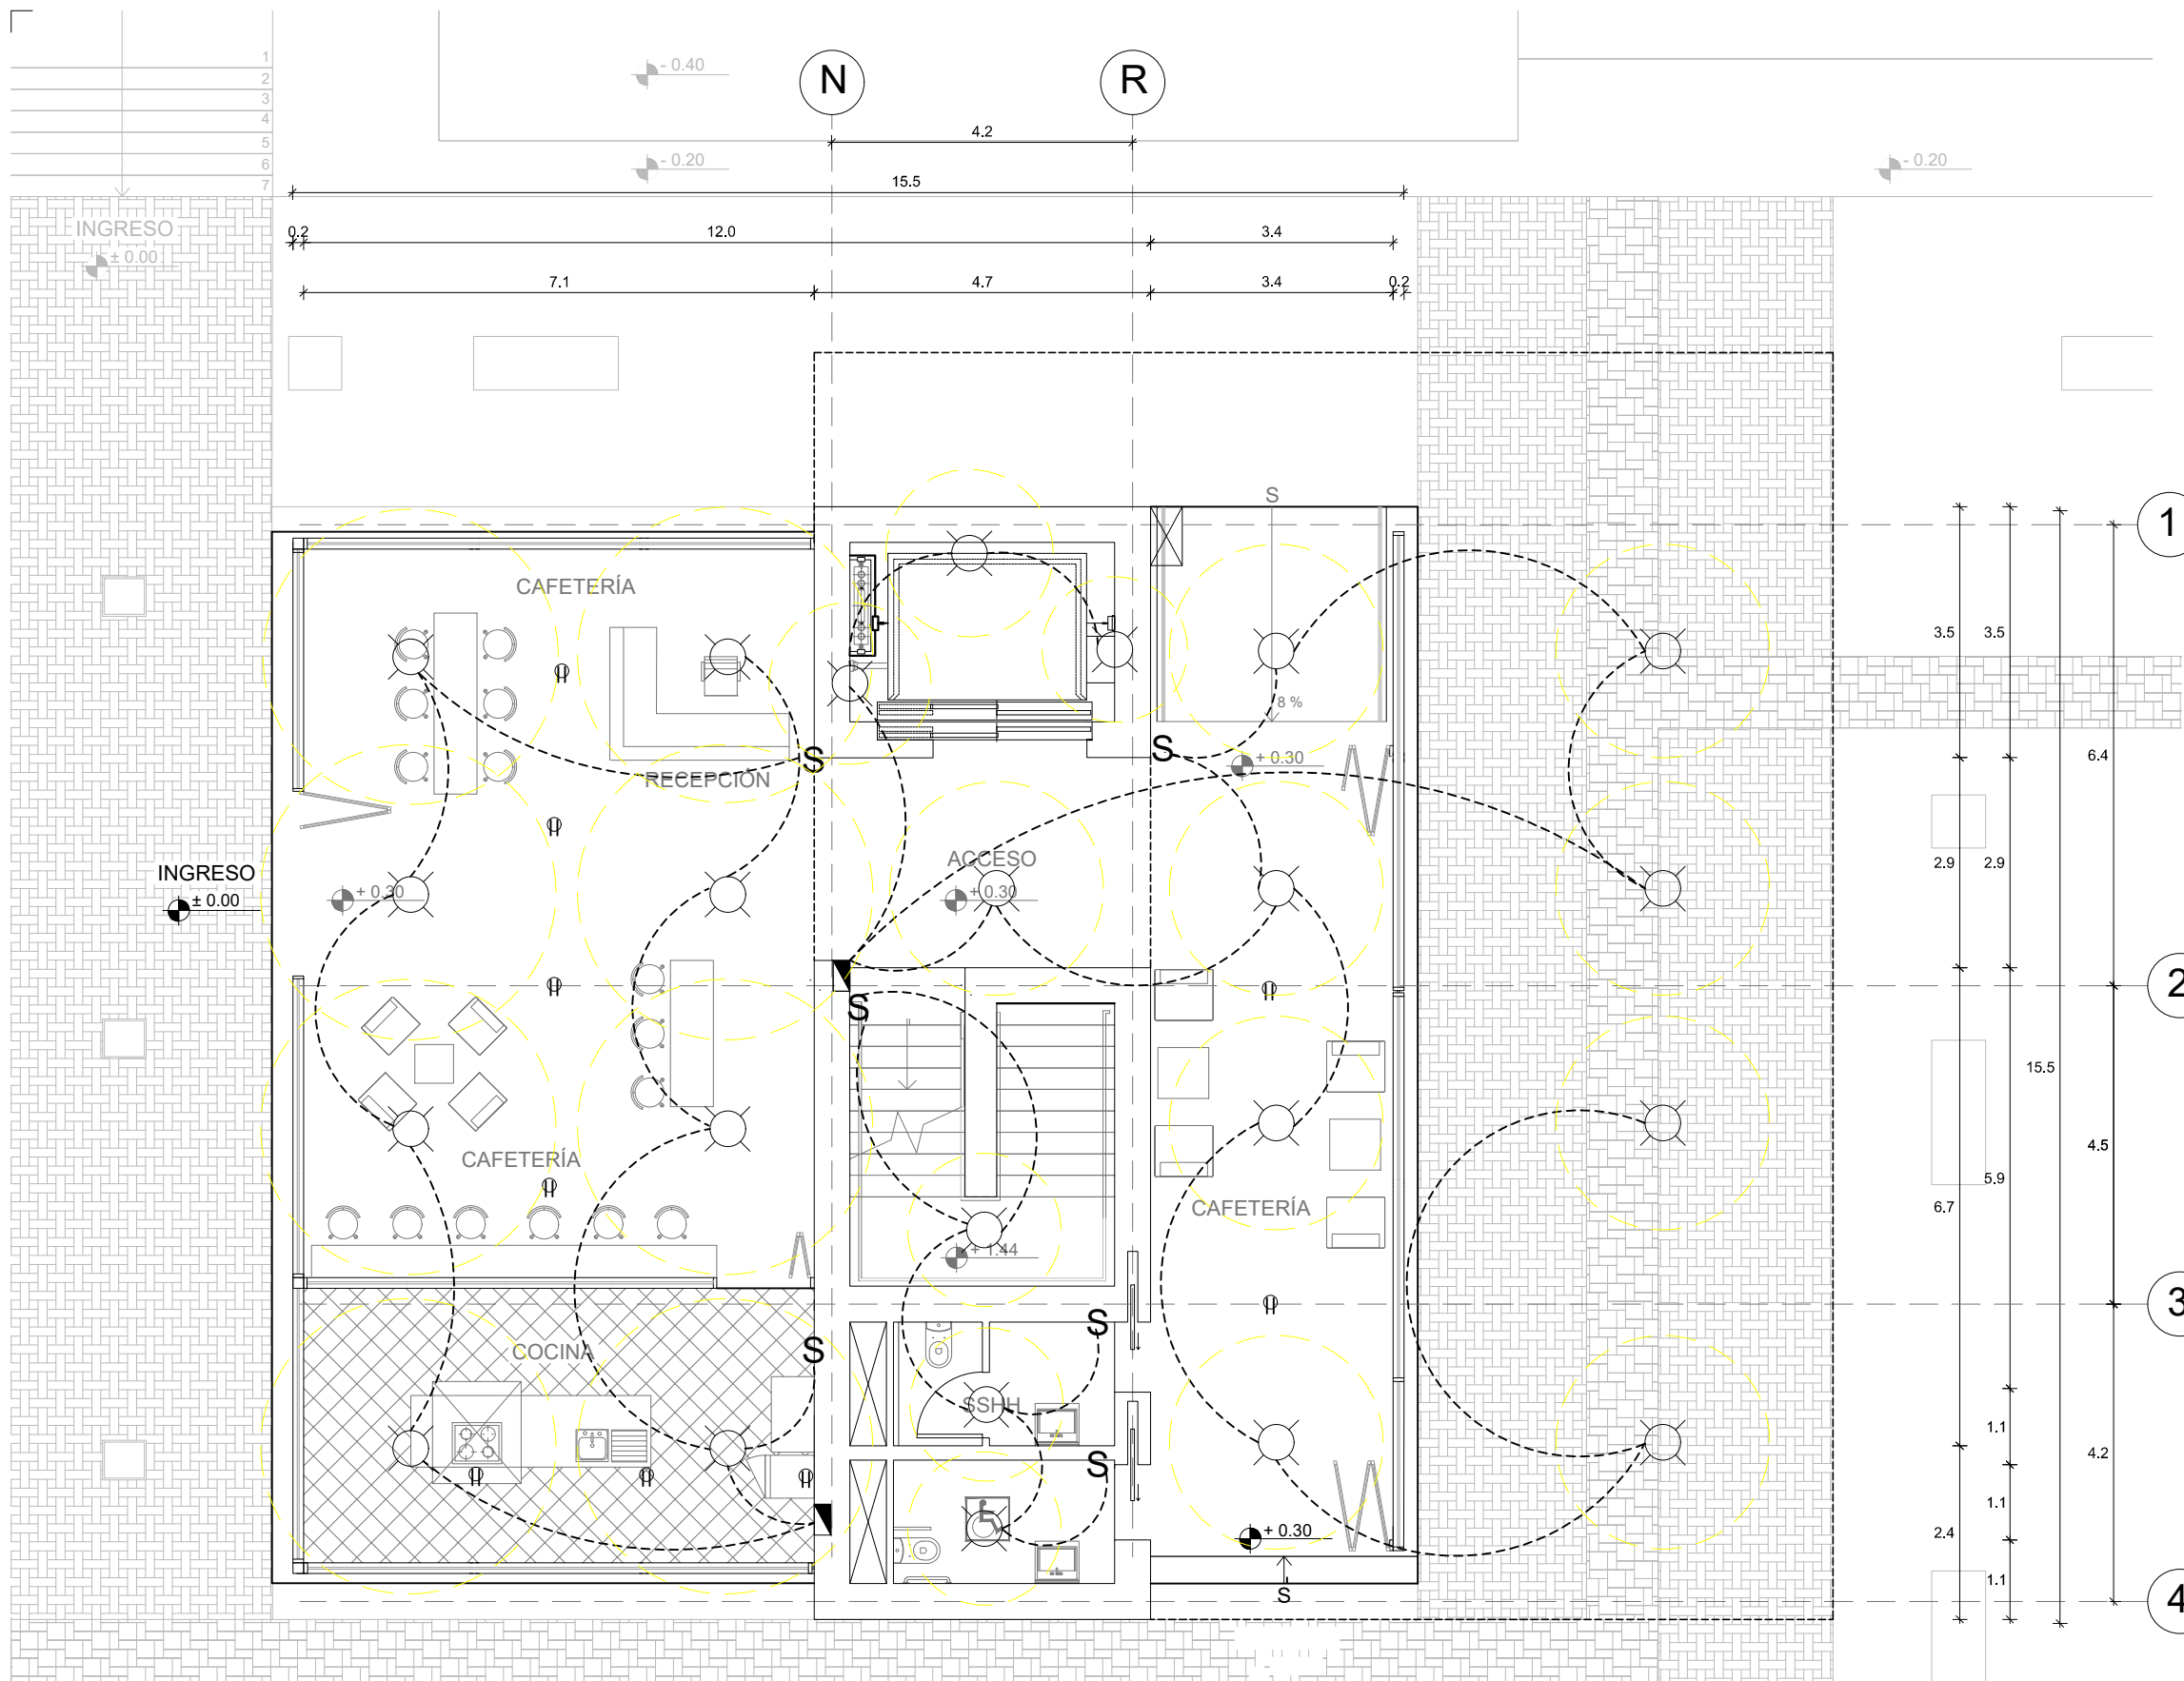 1
2
3
4
5
6
7
- 0.40
N
R
4.2
- 0.20
- 0.20
15.5
INGRESO
± 0.00
0.2
12.0
3.4
7.1
4.7
3.4
0.2
S
1
CAFETERÍA
3.5
3.5
8 %
S
S
+ 0.30
6.4
RECEPCIÓN
INGRESO
± 0.00
+ 0.30
ACCESO
+ 0.30
2.9
2.9
2
S
15.5
4.5
CAFETERÍA
CAFETERÍA
5.9
6.7
+ 1.44
3
S
S
COCINA
SSHH
1.1
4.2
S
1.1
2.4
+ 0.30
1.1
S
4